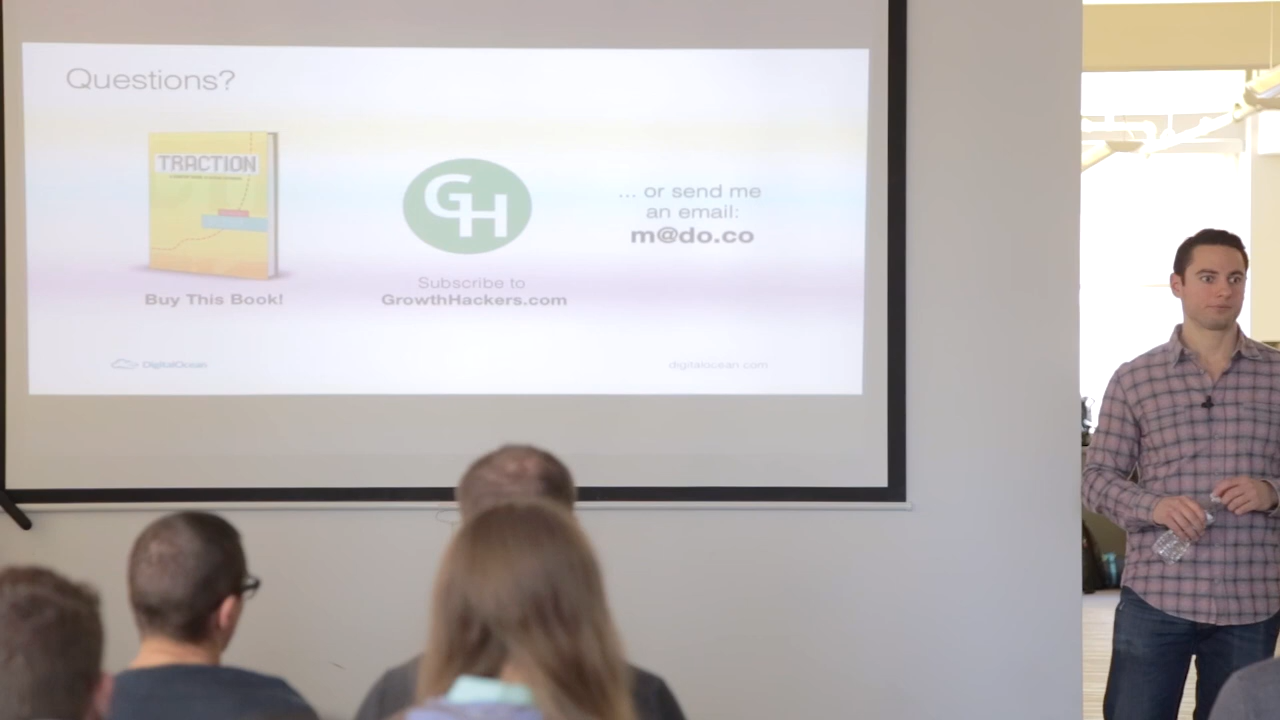 Questions?
TRACTION
Buy This Book!
GH
Subscribe to
GrowthHackers.com
... or send me
an email:
m@do.co
DigitalOcean
digitalocean.com